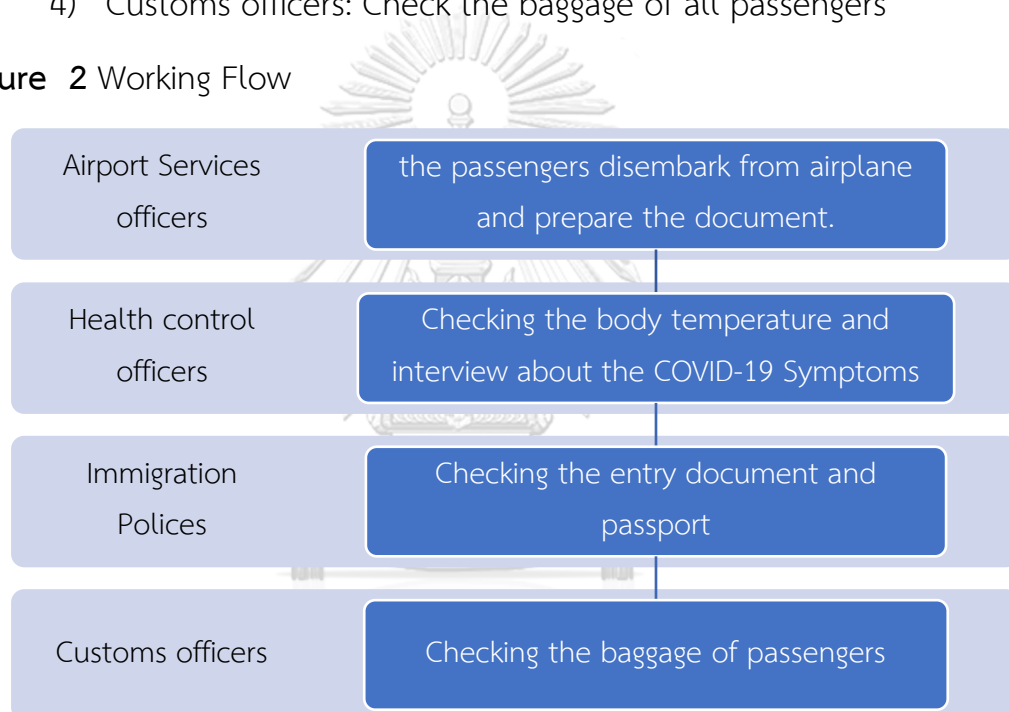 4) Customs officers: Check the baggage of all passengers
ure 2 Working Flow
Airport Services
officers
the passengers disembark from airplane
and prepare the document.
Health control
officers
Checking the body temperature and
interview about the COVID-19 Symptoms
Immigration
Polices
Checking the entry document and
passport
Customs officers
Checking the baggage of passengers